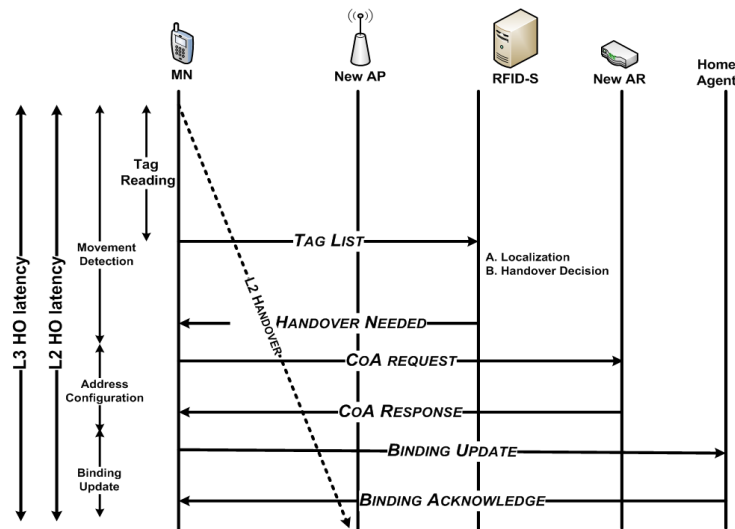 MN
New AP
RFID-S
New AR
Home
Agent
L3 HO latency
L2 HO latency
Tag
Reading
Movement
Detection
TAG LIST
A. Localization
B. Handover Decision
L2 HANDOVER
HANDOVER NEEDED
COA REQUEST
Address
Configuration
COA RESPONSE
BINDING UPDATE
Binding
Update
BINDING ACKNOWLEDGE